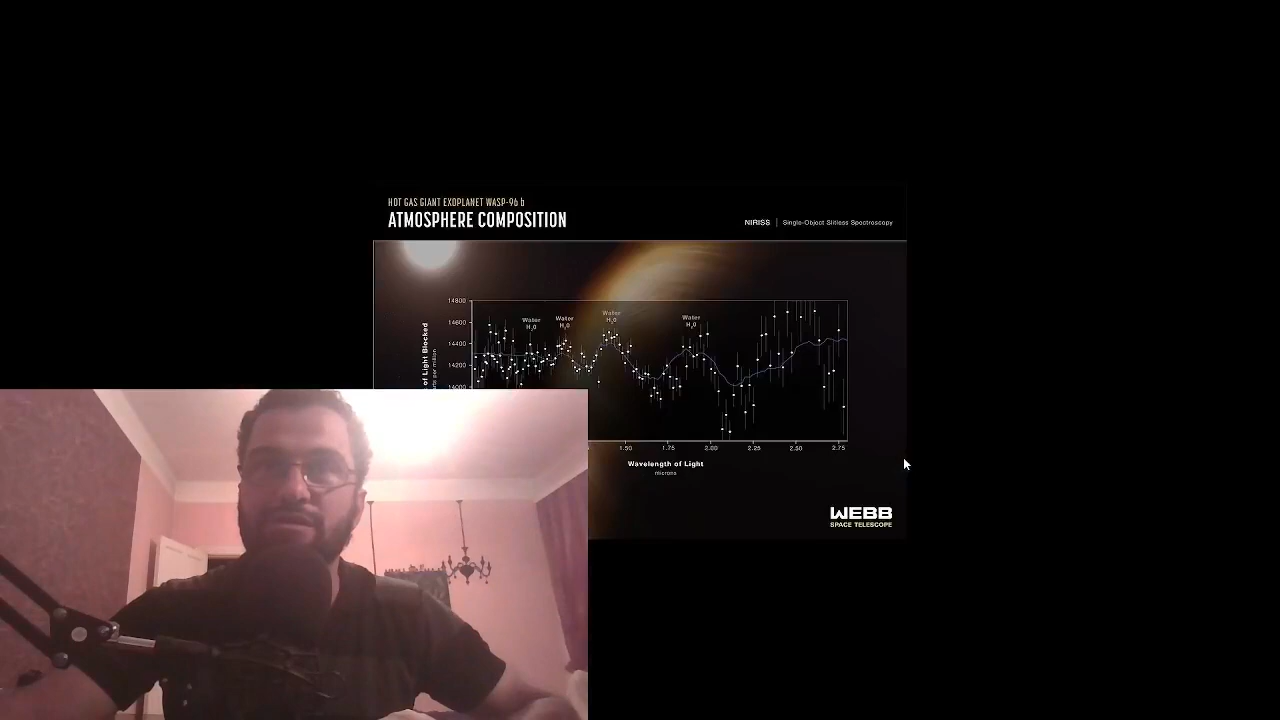 HOT GAS GIANT EXOPLANET WASP-96 b
ATMOSPHERE COMPOSITION
NIRISS | Single-Object Slitless Spectroscopy
14800
14600
14400
14200
14000
of Light Blocked
Water
H₂O
Water
H₂O
Water
H₂O
Water
H₂O
1.50 1.75 2.00 2.25 2.50 2.75
Wavelength of Light
microns
WEBB
SPACE TELESCOPE